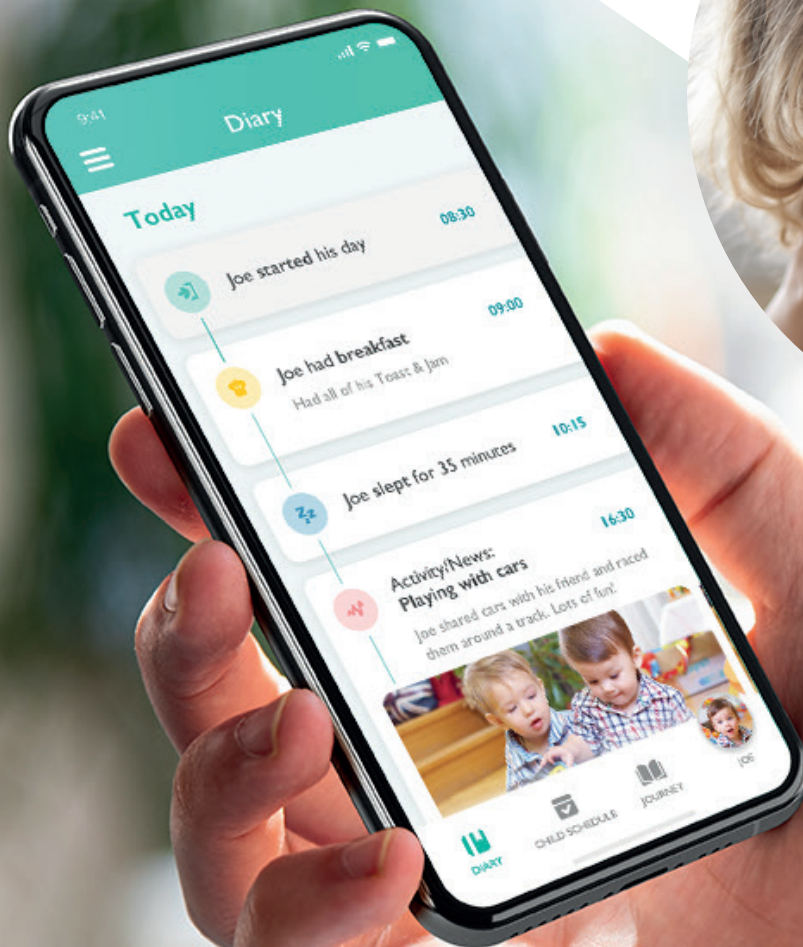 9:41
Diary
Today
Joe started his day
08:30
Joe had breakfast
09:00
Had all of his Toast & Jam
Joe slept for 35 minutes
10:15
Activity/News:
16:30
Playing with cars
Joe shared cars with his friend and raced
them around a track. Lots of fun!
DIARY
CHILD SCHEDULE
JOURNEY
JOE